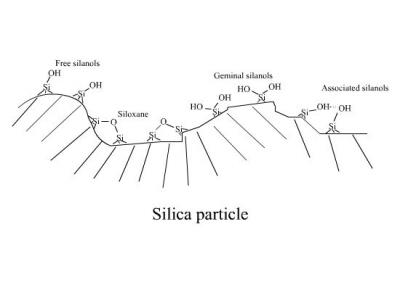 Free silanols
OH
Si
OH
Si
Siloxane
Si
O
Si
Si
O
Si
Geminal silanols
HO
OH
Si
HO
OH
Si
Associated silanols
Si
OH
OH
Si
Silica particle